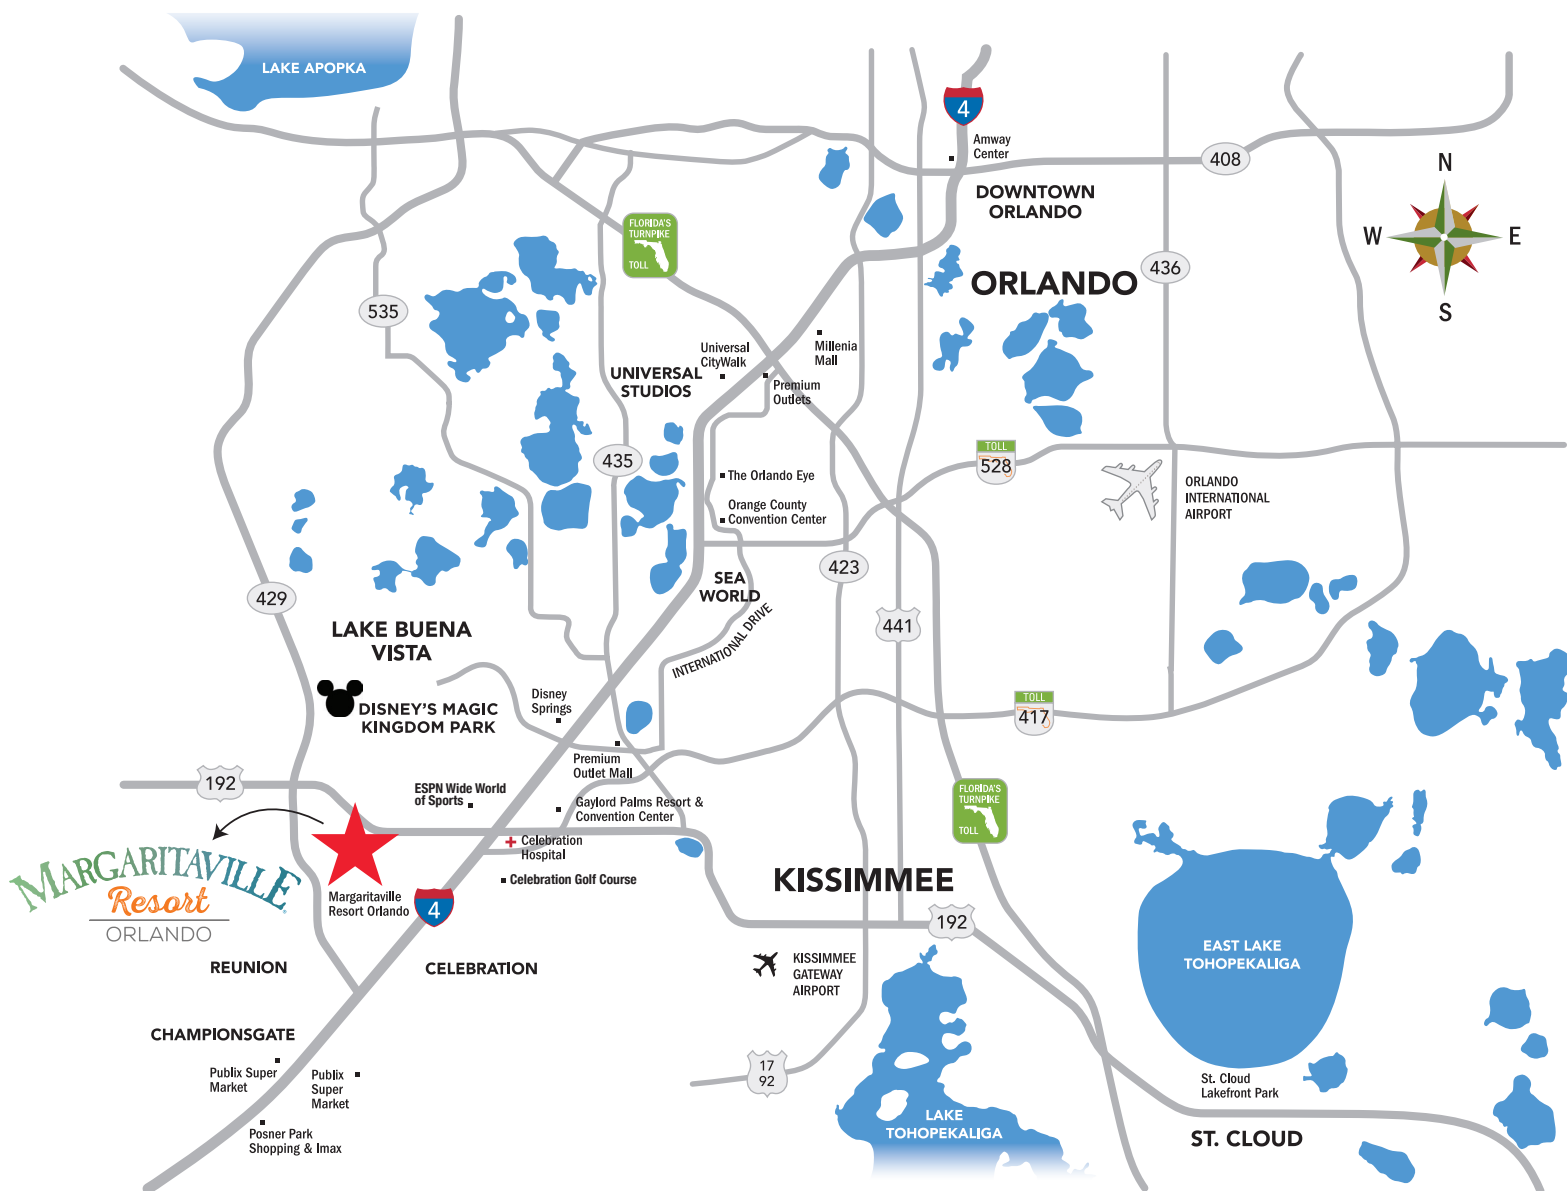 LAKE APOPKA
4
Amway
Center
408
DOWNTOWN
ORLANDO
N
W
E
S
FLORIDA'S
TURNPIKE
TOLL
436
ORLANDO
535
Universal
CityWalk
Millenia
Mall
UNIVERSAL
STUDIOS
Premium
Outlets
435
TOLL
528
The Orlando Eye
ORLANDO
INTERNATIONAL
AIRPORT
Orange County
Convention Center
423
SEA
WORLD
429
441
INTERNATIONAL DRIVE
LAKE BUENA
VISTA
DISNEY'S MAGIC
KINGDOM PARK
Disney
Springs
TOLL
417
Premium
Outlet Mall
192
ESPN Wide World
of Sports
Gaylord Palms Resort &
Convention Center
FLORIDA'S
TURNPIKE
TOLL
Celebration
Hospital
Celebration Golf Course
MARGARITAVILLE
Resort
ORLANDO
Margaritaville
Resort Orlando
4
KISSIMMEE
192
REUNION
CELEBRATION
KISSIMMEE
GATEWAY
AIRPORT
EAST LAKE
TOHOPEKALIGA
CHAMPIONSGATE
Publix Super
Market
Publix
Super
Market
17
92
St. Cloud
Lakefront Park
Posner Park
Shopping & Imax
LAKE
TOHOPEKALIGA
ST. CLOUD